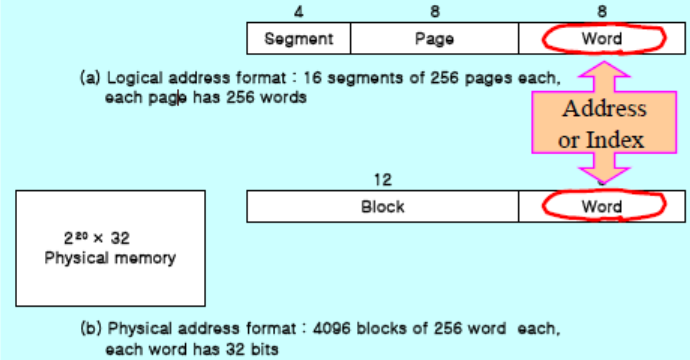 4 8 8
Segment Page Word
(a) Logical address format : 16 segments of 256 pages each,
each page has 256 words
Address
or Index
12
Block Word
2²⁰ × 32
Physical memory
(b) Physical address format : 4096 blocks of 256 word each,
each word has 32 bits